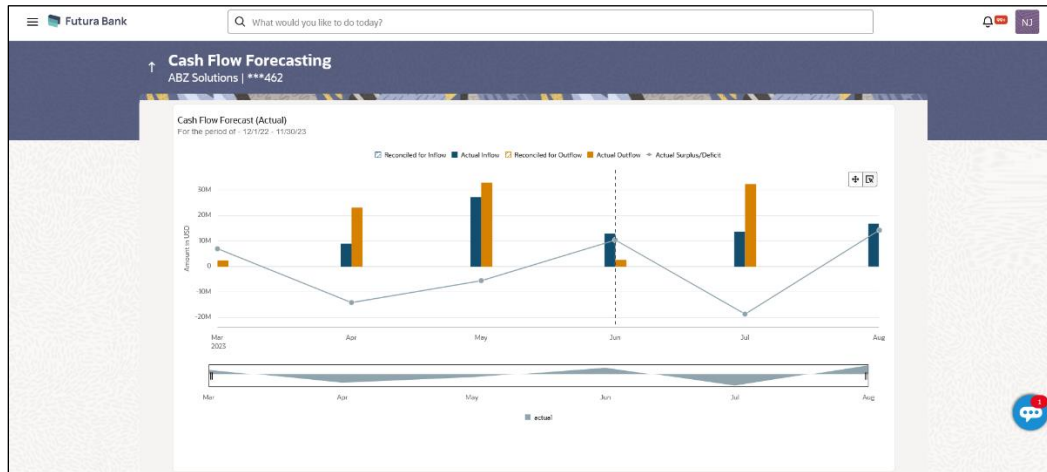 Futura Bank
What would you like to do today?
99+
NJ
Cash Flow Forecasting
ABZ Solutions | ***462
Cash Flow Forecast (Actual)
For the period of - 12/1/22 - 11/30/23
Reconciled for Inflow Actual Inflow Reconciled for Outflow Actual Outflow Actual Surplus/Deficit
Amount in USD
30M
20M
10M
0
-10M
-20M
Mar Apr May Jun Jul Aug
2023
Mar Apr May Jun Jul Aug
actual
1